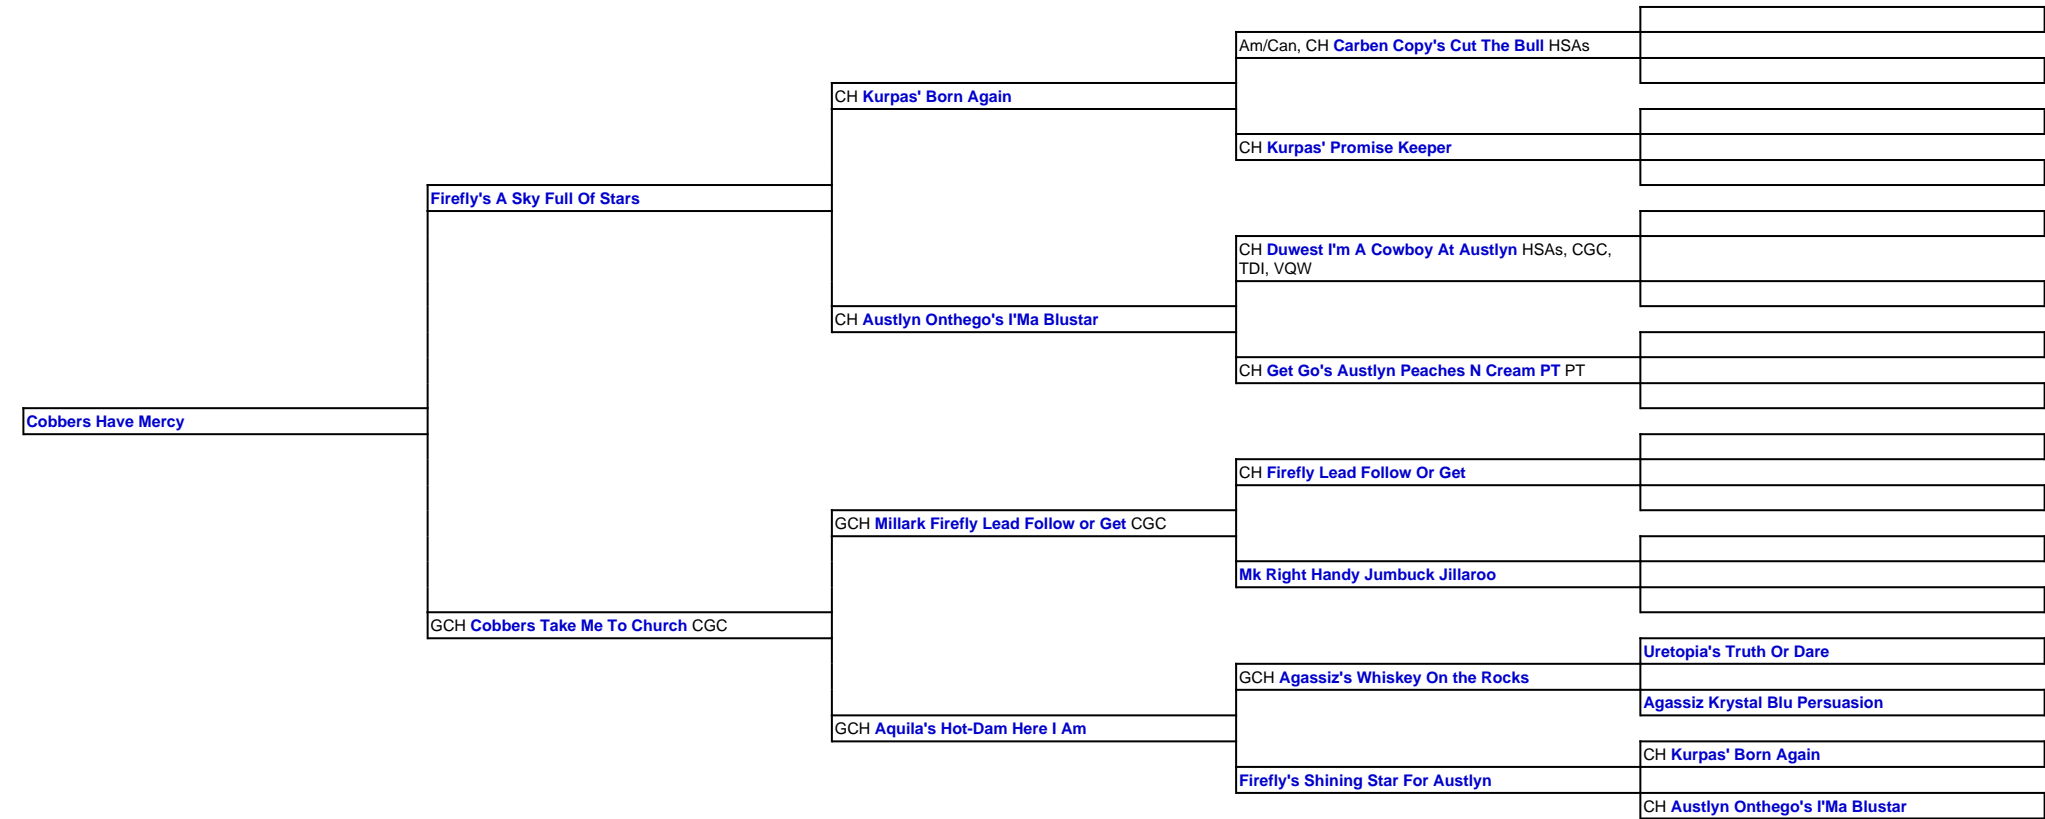 Am/Can, CH Carben Copy's Cut The Bull HSAs
CH Kurpas' Born Again
CH Kurpas' Promise Keeper
Firefly's A Sky Full Of Stars
CH Duwest I'm A Cowboy At Austlyn HSAs, CGC,
TDI, VQW
CH Austlyn Onthego's I'Ma Blustar
CH Get Go's Austlyn Peaches N Cream PT PT
Cobbers Have Mercy
CH Firefly Lead Follow Or Get
GCH Millark Firefly Lead Follow or Get CGC
Mk Right Handy Jumbuck Jillaroo
GCH Cobbers Take Me To Church CGC
Uretopia's Truth Or Dare
GCH Agassiz's Whiskey On the Rocks
Agassiz Krystal Blu Persuasion
GCH Aquila's Hot-Dam Here I Am
CH Kurpas' Born Again
Firefly's Shining Star For Austlyn
CH Austlyn Onthego's I'Ma Blustar